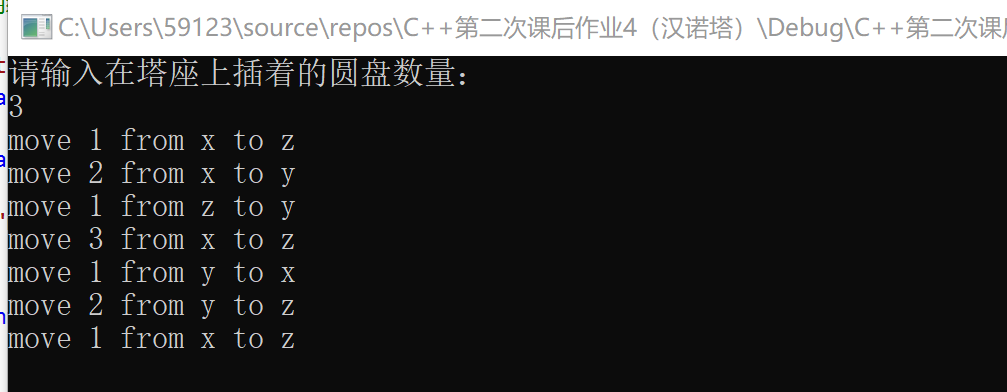 C:\Users\59123\source\repos\C++第二次课后作业4（汉诺塔）\Debug\C++第二次课
请输入在塔座上插着的圆盘数量：
3
move 1 from x to z
move 2 from x to y
move 1 from z to y
move 3 from x to z
move 1 from y to x
move 2 from y to z
move 1 from x to z